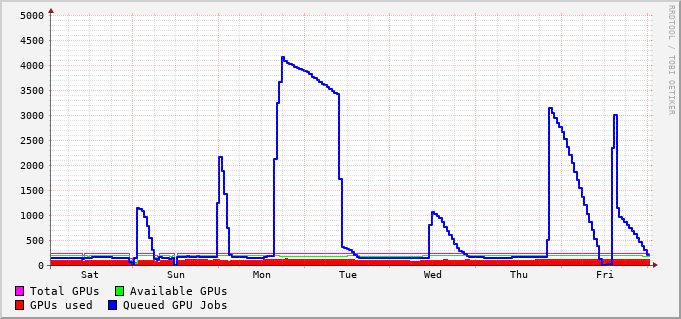 RRDTOOL / TOBI OETIKER
5000
4500
4000
3500
3000
2500
2000
1500
1000
500
0
Sat Sun Mon Tue Wed Thu Fri
Total GPUs Available GPUs
GPUs used Queued GPU Jobs